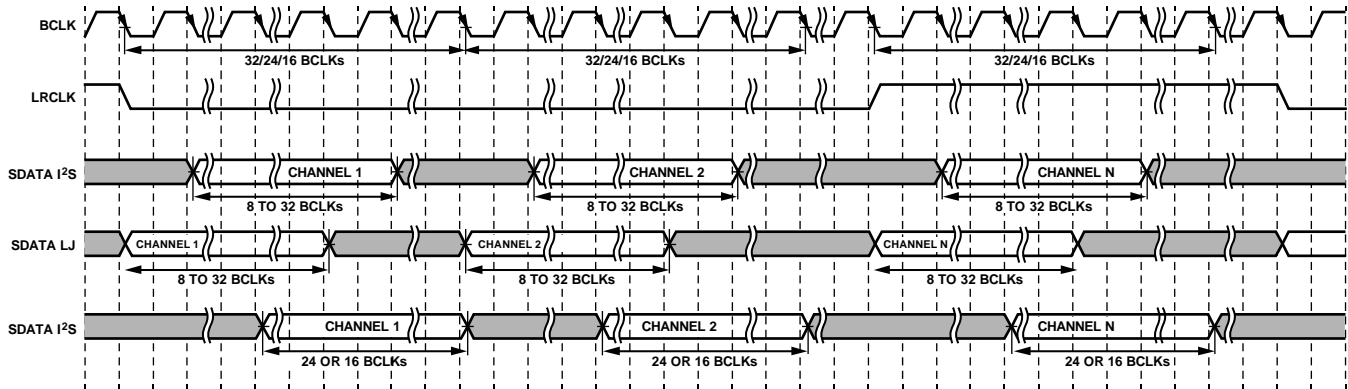 BCLK
32/24/16 BCLKs 32/24/16 BCLKs 32/24/16 BCLKs
LRCLK
SDATA I²S CHANNEL 1 CHANNEL 2 CHANNEL N
8 TO 32 BCLKs 8 TO 32 BCLKs 8 TO 32 BCLKs
SDATA LJ CHANNEL 1 CHANNEL 2 CHANNEL N
8 TO 32 BCLKs 8 TO 32 BCLKs 8 TO 32 BCLKs
SDATA I²S CHANNEL 1 CHANNEL 2 CHANNEL N
24 OR 16 BCLKs 24 OR 16 BCLKs 24 OR 16 BCLKs